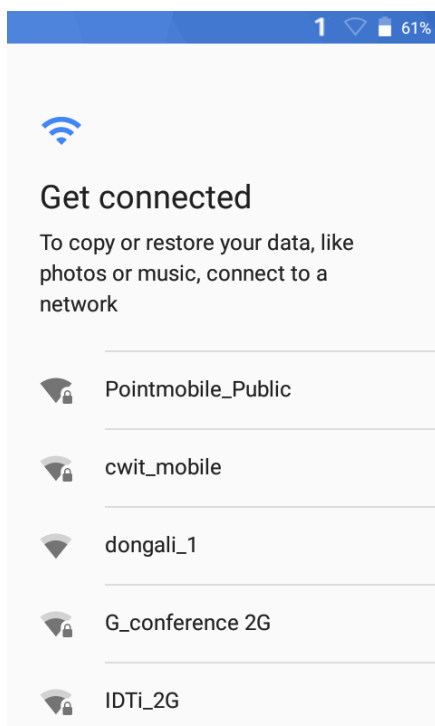 1 61%
Get connected
To copy or restore your data, like
photos or music, connect to a
network
Pointmobile_Public
cwit_mobile
dongali_1
G_conference 2G
IDTi_2G